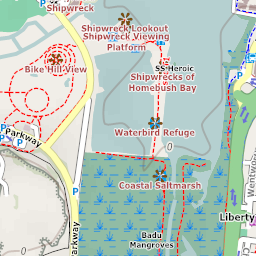 Shipwreck
Shipwreck Lookout
Shipwreck Viewing
Platform
Bike Hill View
SS Heroic
Shipwrecks of
Homebush Bay
Waterbird Refuge
Parkway
Coastal Saltmarsh
Liberty
Badu
Mangroves
Parkway
P